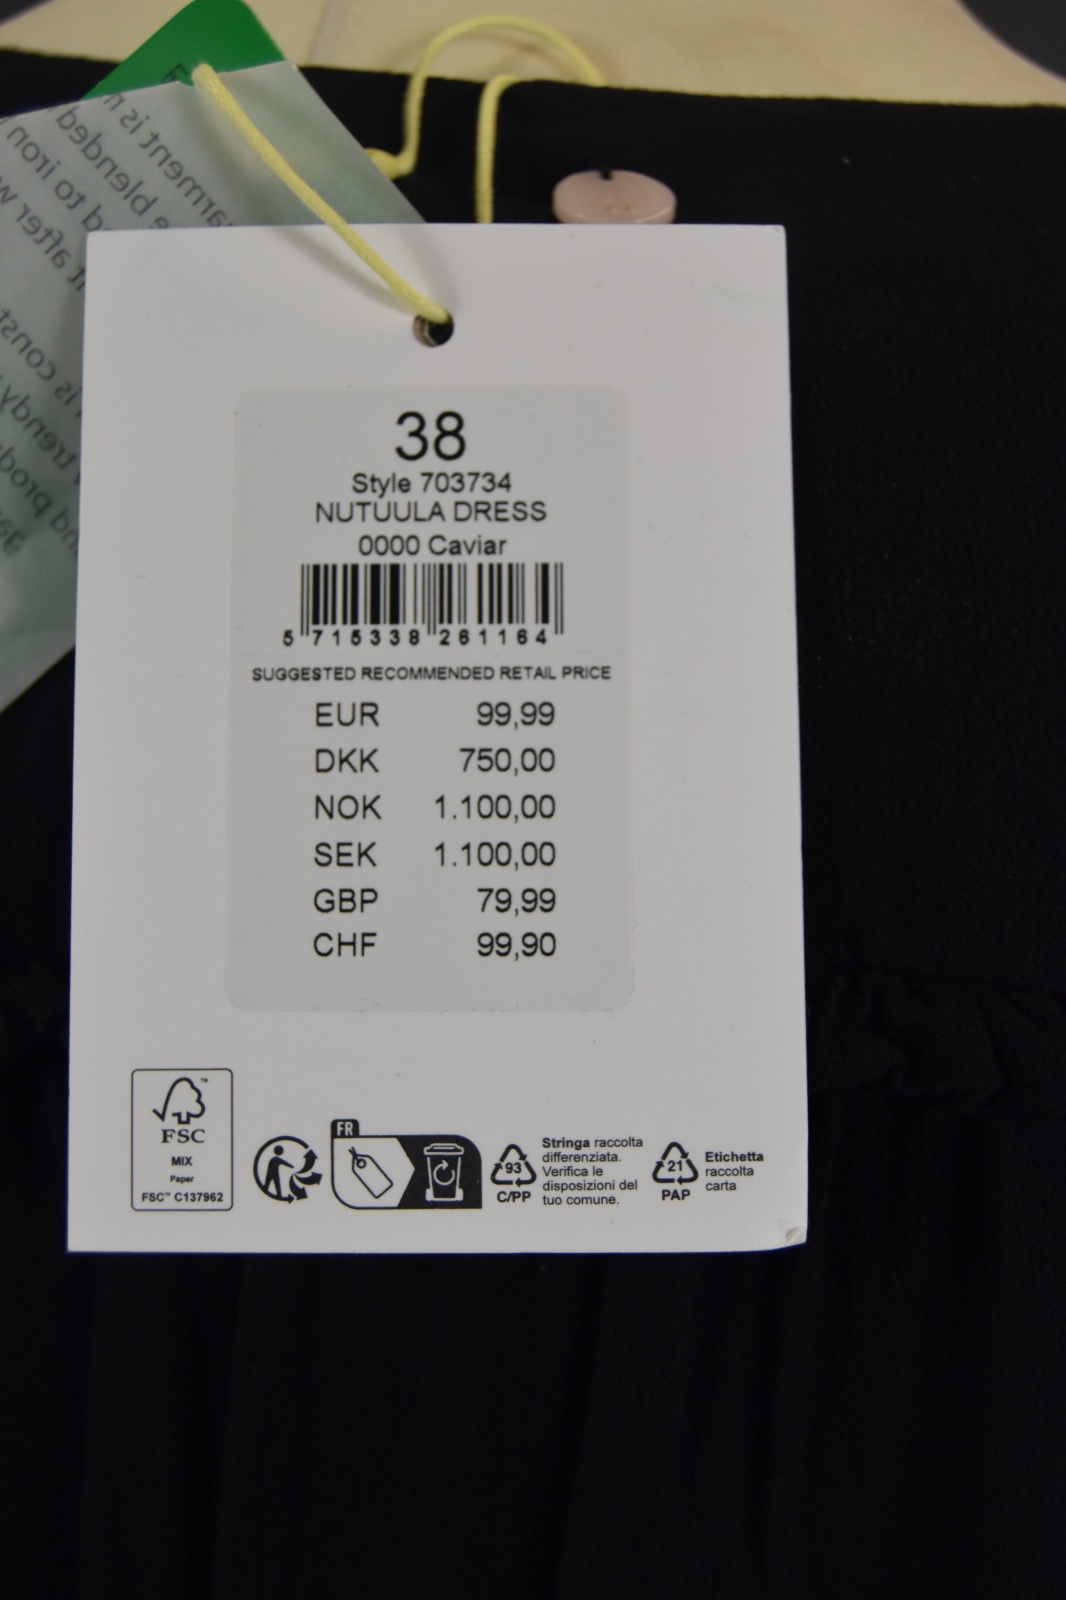 38
Style 703734
NUTUULA DRESS
0000 Caviar
5 715338 261164
SUGGESTED RECOMMENDED RETAIL PRICE
EUR 99,99
DKK 750,00
NOK 1.100,00
SEK 1.100,00
GBP 79,99
CHF 99,90
FSC™
MIX
Paper
FSC™ C137962
FR
93
C/PP
Stringa raccolta
differenziata.
Verifica le
disposizioni del
tuo comune.
21
PAP
Etichetta
raccolta
carta